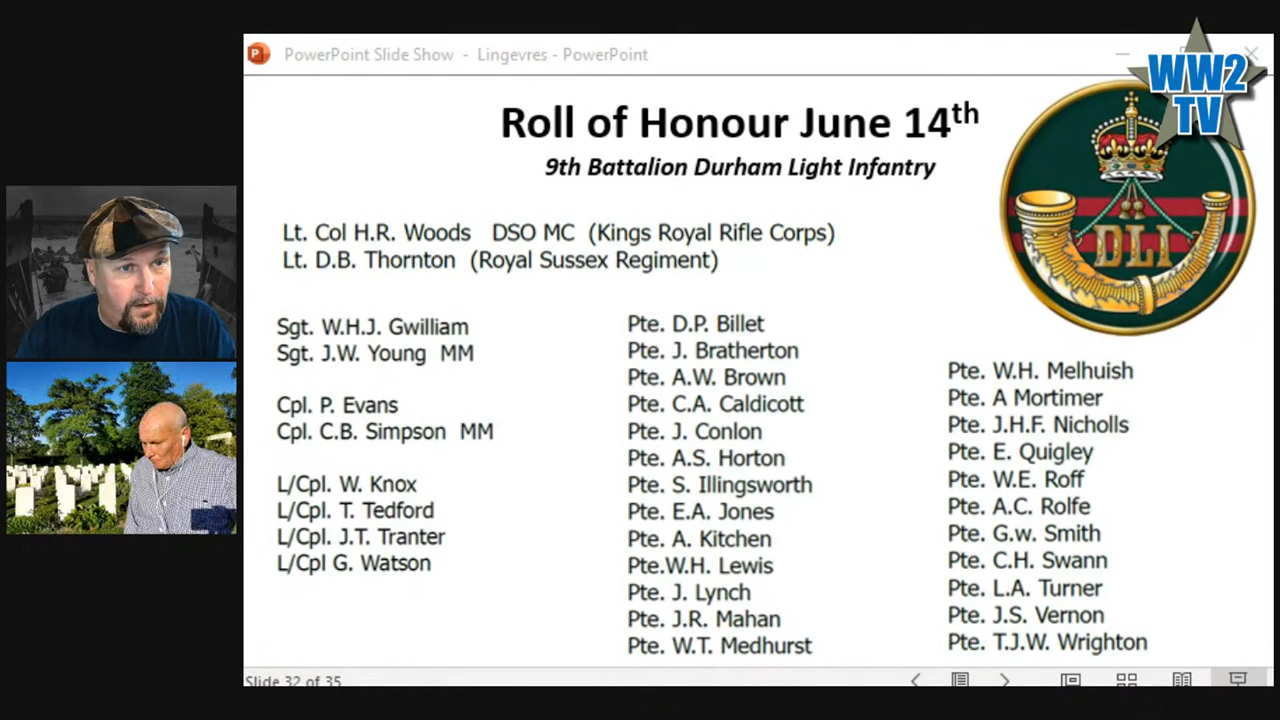 PowerPoint Slide Show - Lingevres - PowerPoint
WW2
TV
Roll of Honour June 14th
9th Battalion Durham Light Infantry
DLI
Lt. Col H.R. Woods DSO MC (Kings Royal Rifle Corps)
Lt. D.B. Thornton (Royal Sussex Regiment)
Sgt. W.H.J. Gwilliam
Sgt. J.W. Young MM
Cpl. P. Evans
Cpl. C.B. Simpson MM
L/Cpl. W. Knox
L/Cpl. T. Tedford
L/Cpl. J.T. Tranter
L/Cpl G. Watson
Pte. D.P. Billet
Pte. J. Bratherton
Pte. A.W. Brown
Pte. C.A. Caldicott
Pte. J. Conlon
Pte. A.S. Horton
Pte. S. Illingsworth
Pte. E.A. Jones
Pte. A. Kitchen
Pte.W.H. Lewis
Pte. J. Lynch
Pte. J.R. Mahan
Pte. W.T. Medhurst
Pte. W.H. Melhuish
Pte. A Mortimer
Pte. J.H.F. Nicholls
Pte. E. Quigley
Pte. W.E. Roff
Pte. A.C. Rolfe
Pte. G.w. Smith
Pte. C.H. Swann
Pte. L.A. Turner
Pte. J.S. Vernon
Pte. T.J.W. Wrighton
Slide 32 of 35